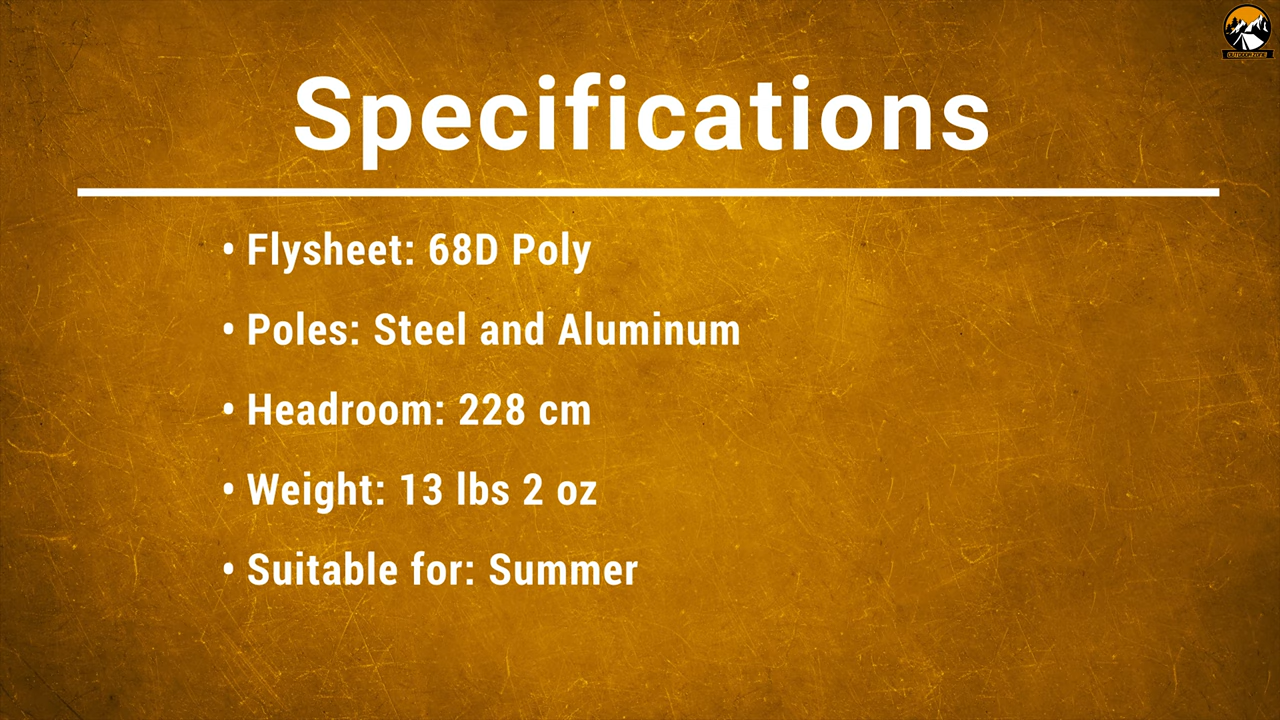 Specifications
• Flysheet: 68D Poly
• Poles: Steel and Aluminum
• Headroom: 228 cm
• Weight: 13 lbs 2 oz
• Suitable for: Summer
OUTDOORZONE